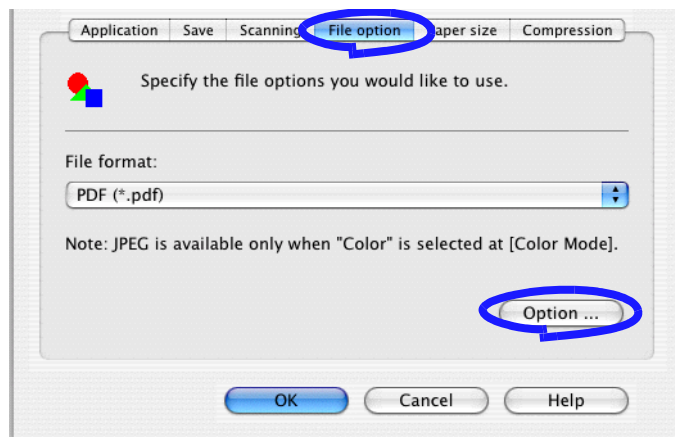 Application Save Scanning File option aper size Compression
Specify the file options you would like to use.
File format:
PDF (*.pdf)
Note: JPEG is available only when "Color" is selected at [Color Mode].
Option ...
OK Cancel Help